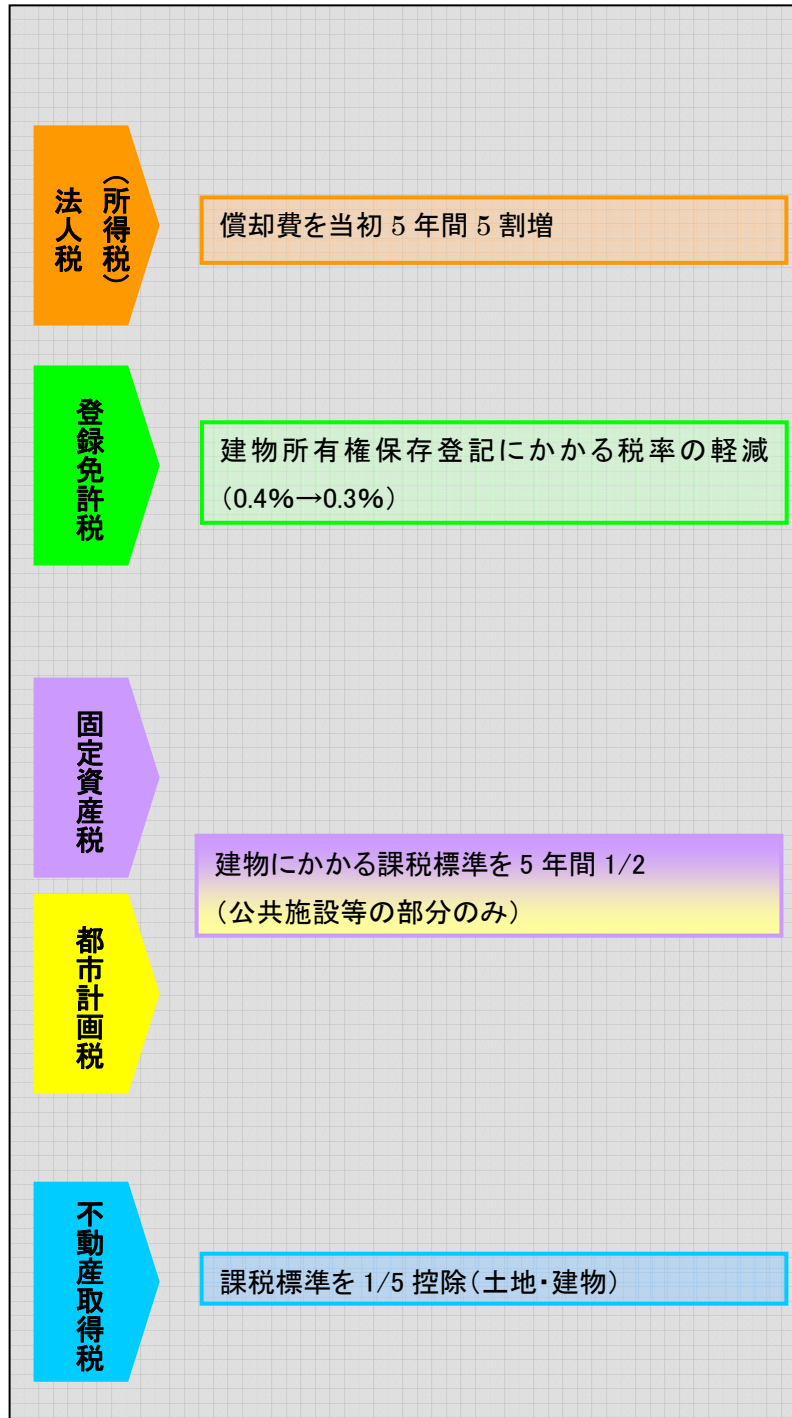 (所得税)
法人税
償却費を当初 5 年間 5 割増
登録免許税
建物所有権保存登記にかかる税率の軽減
(0.4%→0.3%)
固定資産税
都市計画税
建物にかかる課税標準を 5 年間 1/2
(公共施設等の部分のみ)
不動産取得税
課税標準を 1/5 控除(土地・建物)